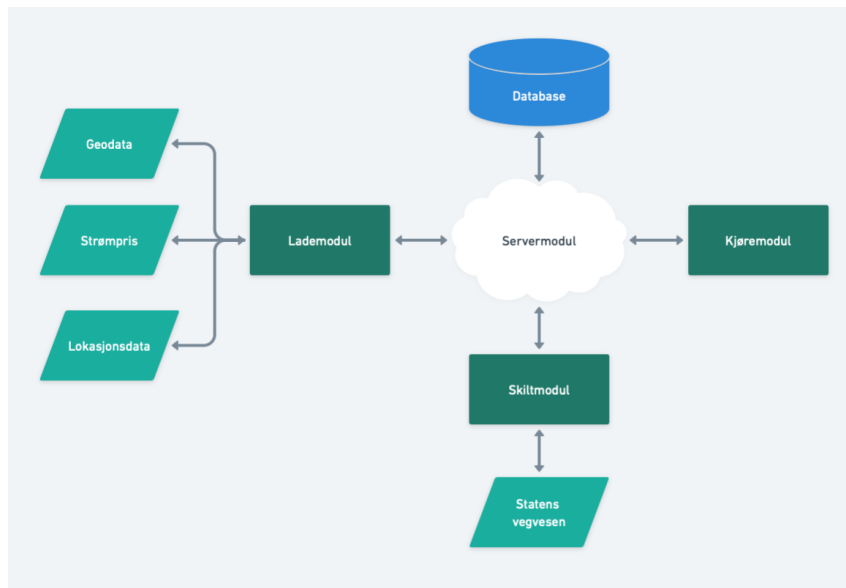 Database
Geodata
Strømpris
Lademodul
Servermodul
Kjøremodul
Lokasjonsdata
Skiltmodul
Statens
vegvesen